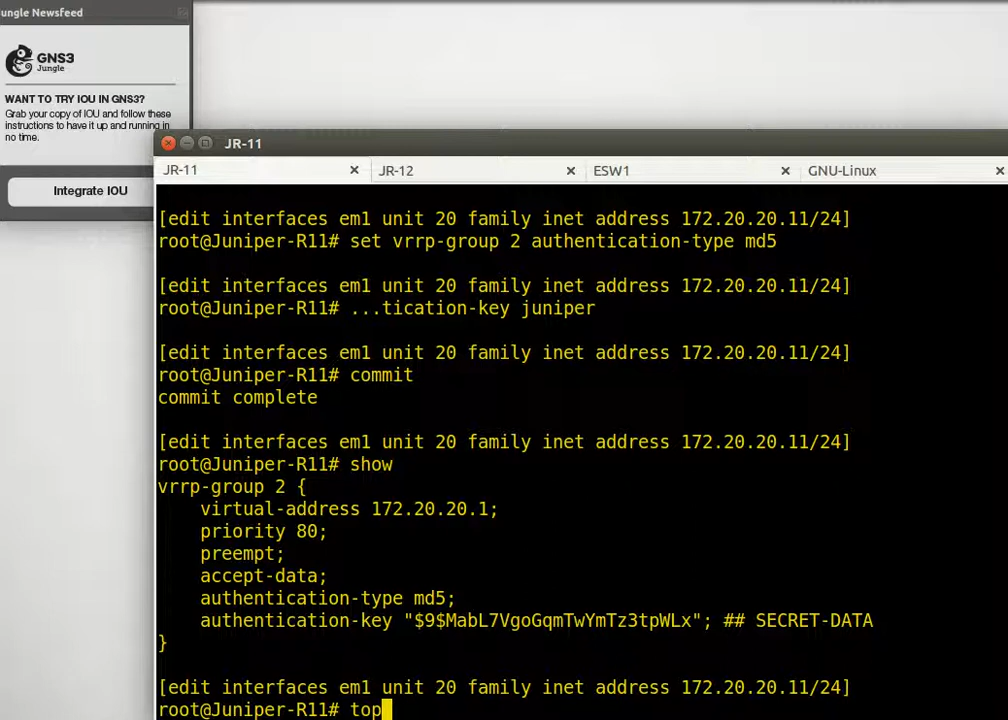 ungle Newsfeed
GNS3
Jungle
WANT TO TRY IOU IN GNS3?
Grab your copy of IOU and follow these
instructions to have it up and running in
no time.
Integrate IOU
JR-11
JR-11
JR-12
ESW1
GNU-Linux
[edit interfaces em1 unit 20 family inet address 172.20.20.11/24]
root@Juniper-R11# set vrrp-group 2 authentication-type md5
[edit interfaces em1 unit 20 family inet address 172.20.20.11/24]
root@Juniper-R11# ...tication-key juniper
[edit interfaces em1 unit 20 family inet address 172.20.20.11/24]
root@Juniper-R11# commit
commit complete
[edit interfaces em1 unit 20 family inet address 172.20.20.11/24]
root@Juniper-R11# show
vrrp-group 2 {
    virtual-address 172.20.20.1;
    priority 80;
    preempt;
    accept-data;
    authentication-type md5;
    authentication-key "$9$MabL7VgoGqmTwYmTz3tpWLx"; ## SECRET-DATA
}
[edit interfaces em1 unit 20 family inet address 172.20.20.11/24]
root@Juniper-R11# top